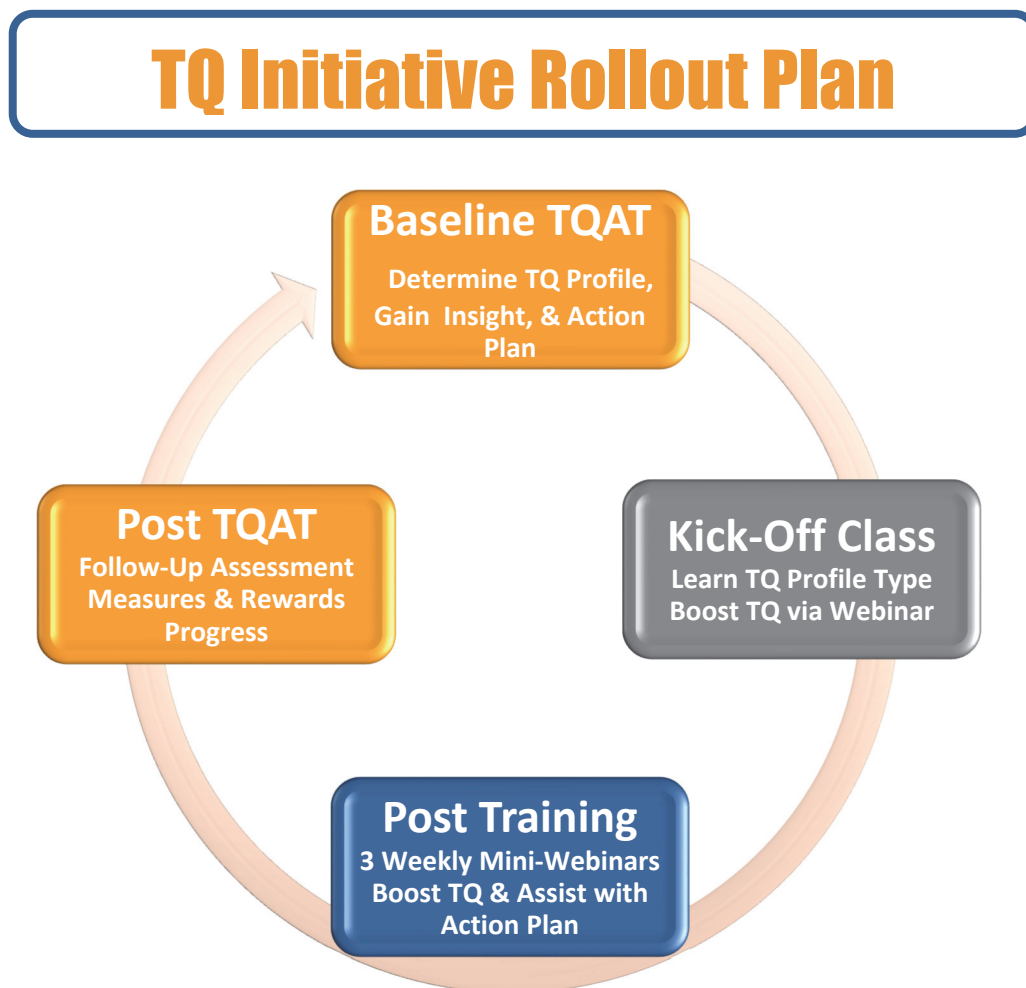 TQ Initiative Rollout Plan
Baseline TQAT
Determine TQ Profile,
Gain Insight, & Action
Plan
Kick-Off Class
Learn TQ Profile Type
Boost TQ via Webinar
Post Training
3 Weekly Mini-Webinars
Boost TQ & Assist with
Action Plan
Post TQAT
Follow-Up Assessment
Measures & Rewards
Progress